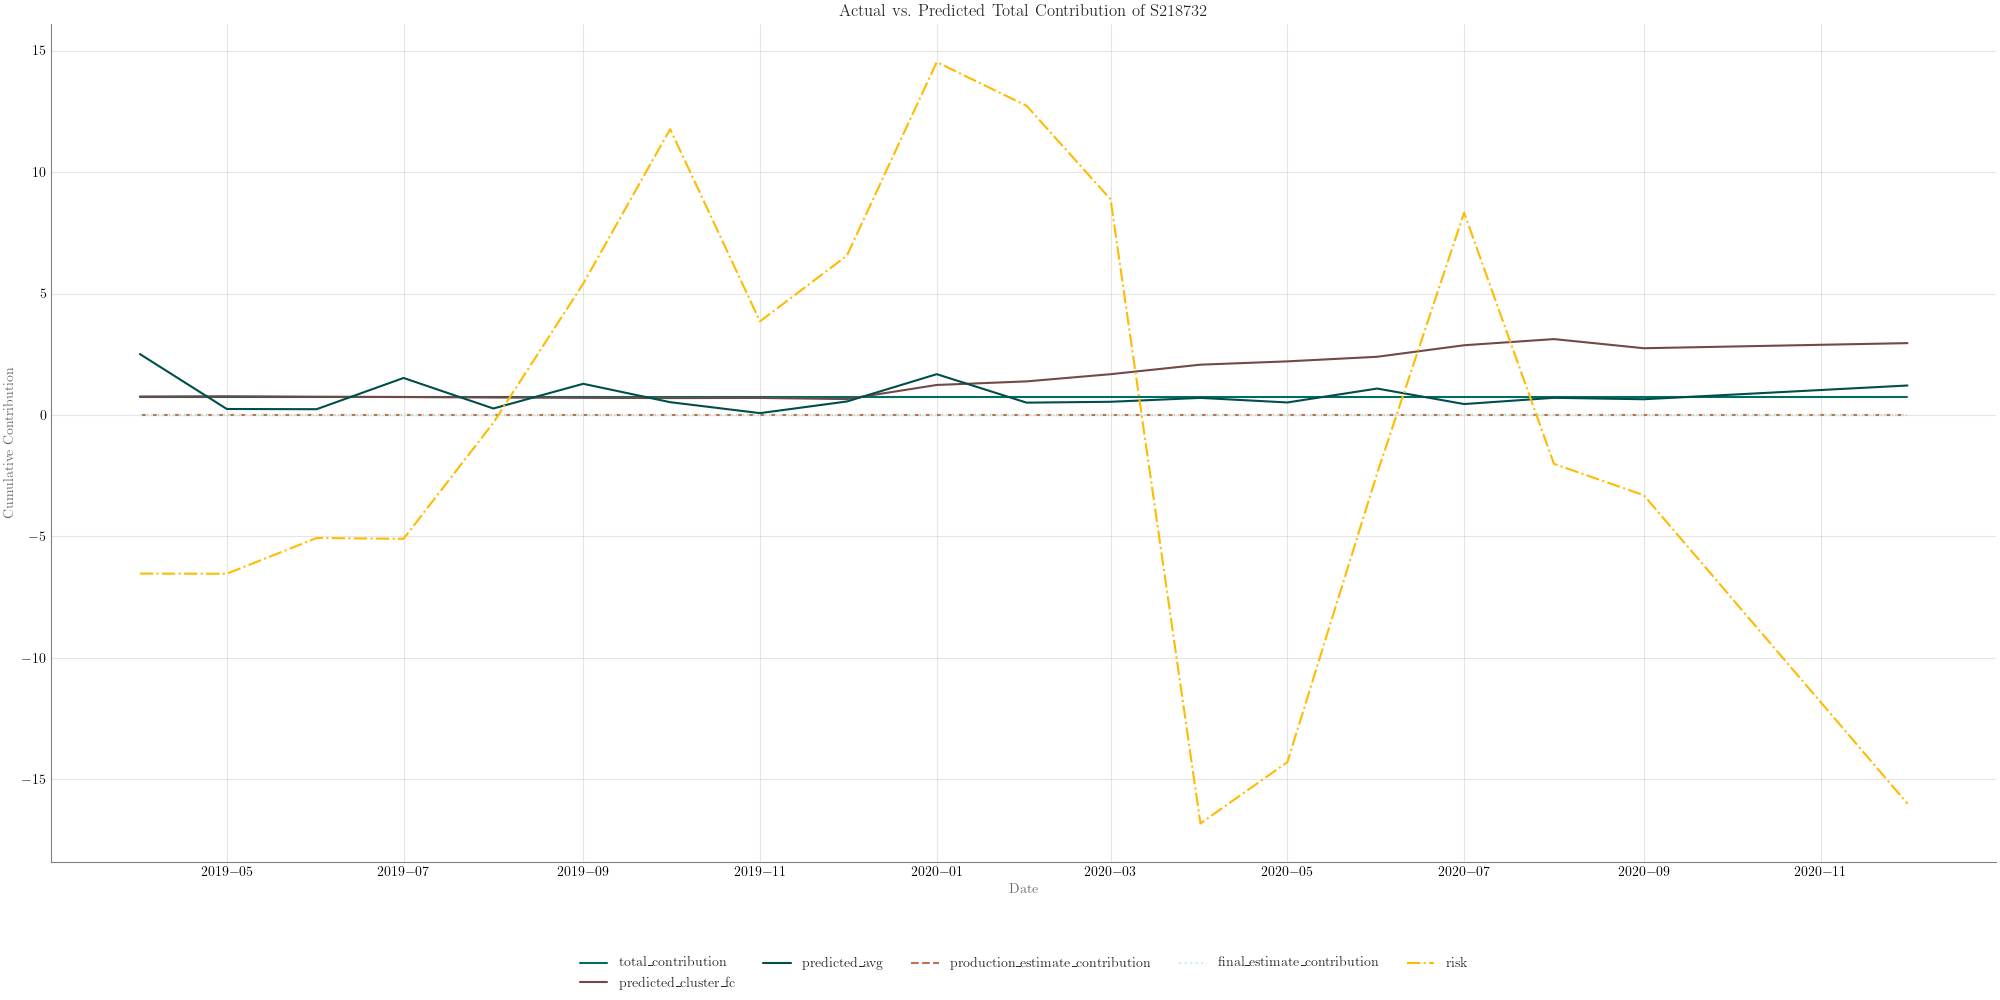 Actual vs. Predicted Total Contribution of S218732
Cumulative Contribution
15
10
5
0
−5
−10
−15
2019−05 2019−07 2019−09 2019−11 2020−01 2020−03 2020−05 2020−07 2020−09 2020−11
Date
total_contribution predicted_avg production_estimate_contribution final_estimate_contribution risk
predicted_cluster_fc